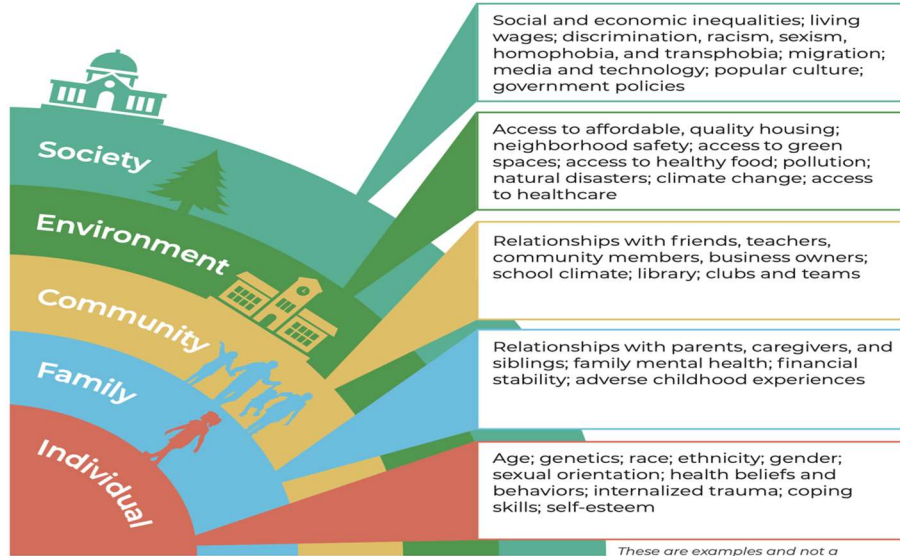 Society
Social and economic inequalities; living
wages; discrimination, racism, sexism,
homophobia, and transphobia; migration;
media and technology; popular culture;
government policies
Environment
Access to affordable, quality housing;
neighborhood safety; access to green
spaces; access to healthy food; pollution;
natural disasters; climate change; access
to healthcare
Community
Relationships with friends, teachers,
community members, business owners;
school climate; library; clubs and teams
Family
Relationships with parents, caregivers, and
siblings; family mental health; financial
stability; adverse childhood experiences
Individual
Age; genetics; race; ethnicity; gender;
sexual orientation; health beliefs and
behaviors; internalized trauma; coping
skills; self-esteem
These are examples and not a